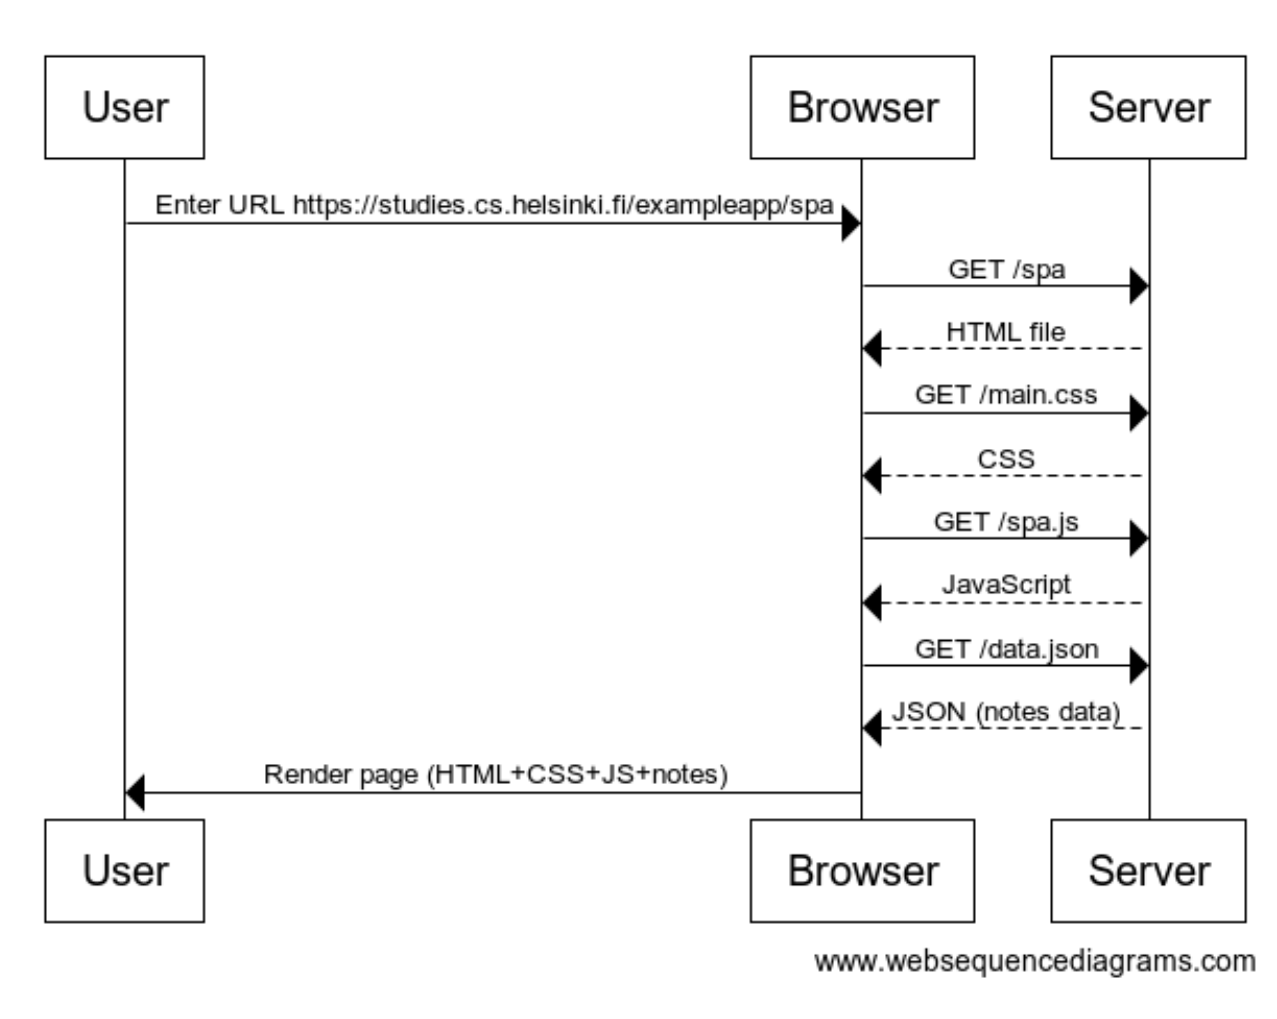 User
Browser
Server
Enter URL https://studies.cs.helsinki.fi/exampleapp/spa
GET /spa
HTML file
GET /main.css
CSS
GET /spa.js
JavaScript
GET /data.json
JSON (notes data)
Render page (HTML+CSS+JS+notes)
User
Browser
Server
www.websequencediagrams.com